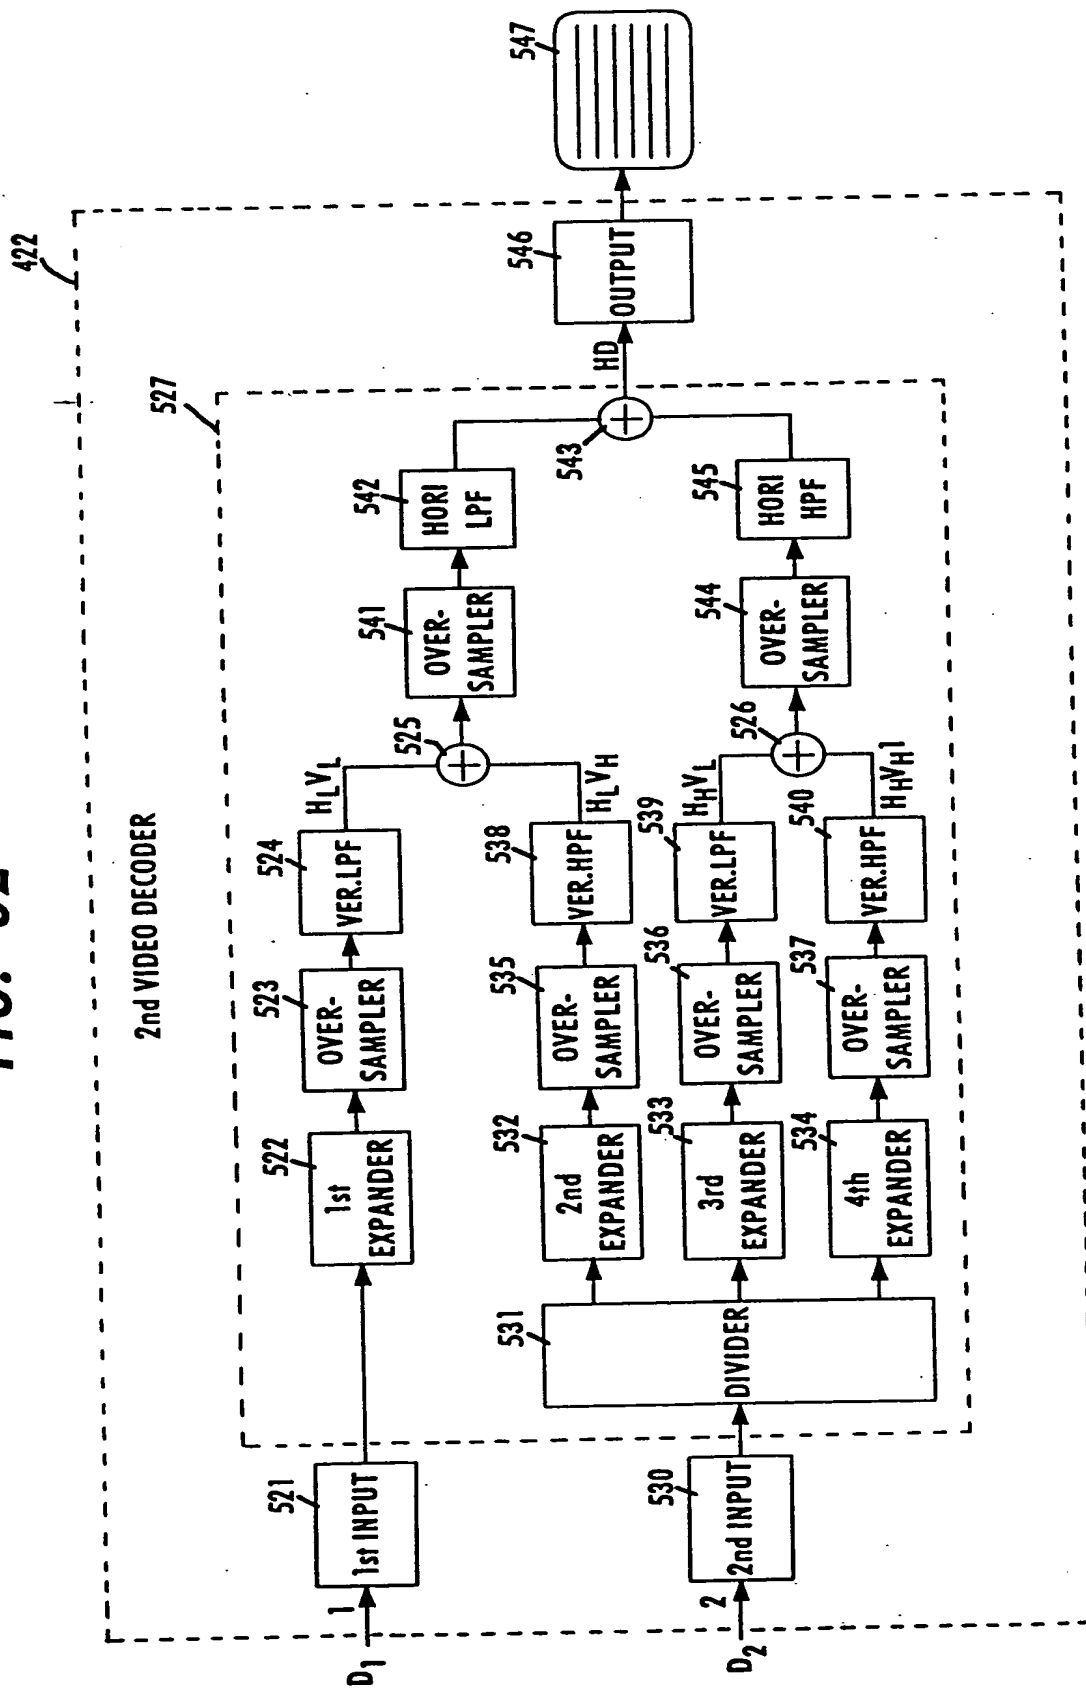 2nd VIDEO DECODER
422
527
D1
1
521
1st INPUT
522
1st
EXPANDER
523
OVER-
SAMPLER
524
VER.LPF
HLVL
525
541
OVER-
SAMPLER
542
HORI
LPF
543
HD
546
OUTPUT
547
D2
2
530
2nd INPUT
531
DIVIDER
532
2nd
EXPANDER
535
OVER-
SAMPLER
538
VER.HPF
HLVH
533
3rd
EXPANDER
536
OVER-
SAMPLER
539
VER.LPF
HHVL
526
544
OVER-
SAMPLER
545
HORI
HPF
534
4th
EXPANDER
537
OVER-
SAMPLER
540
VER.HPF
HHVH1